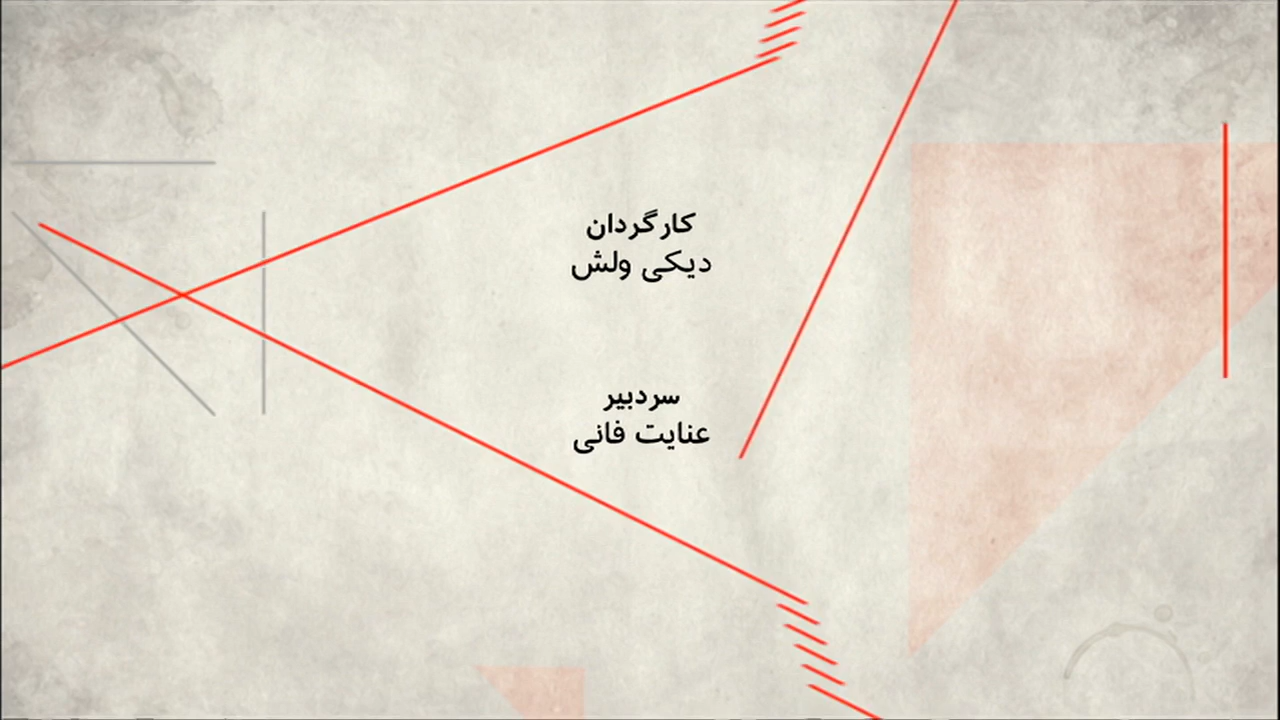 کارگردان
دیکی ولش
سردبیر
عنایت فانی